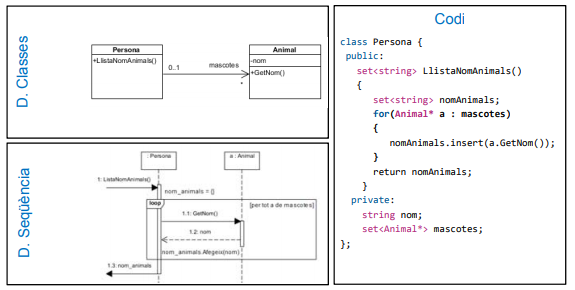 D. Classes
Persona
+LlistaNomAnimals()
0..1
mascotes
*
Animal
-nom
+GetNom()
D. Seqüència
: Persona
a : Animal
1: ListaNomAnimals()
nom_animals = []
loop
[per tot a de mascotes]
1.1: GetNom()
1.2: nom
nom_animals.Afegeix(nom)
1.3: nom_animals
Codi
class Persona {
public:
set<string> LlistaNomAnimals()
{
set<string> nomAnimals;
for(Animal* a : mascotes)
{
nomAnimals.insert(a.GetNom());
}
return nomAnimals;
}
private:
string nom;
set<Animal*> mascotes;
};